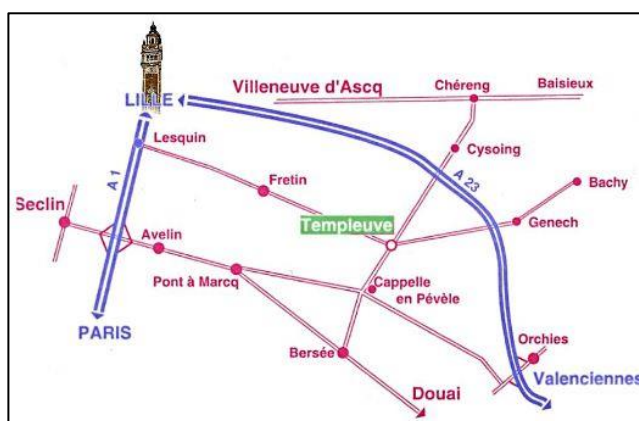 Villeneuve d'Ascq
Chéreng
Baisieux
LILLE
Lesquin
Cysoing
A 1
Fretin
A 23
Bachy
Seclin
Templeuve
Genech
Avelin
Pont à Marcq
Cappelle
en Pévèle
PARIS
Orchies
Bersée
Valenciennes
Douai